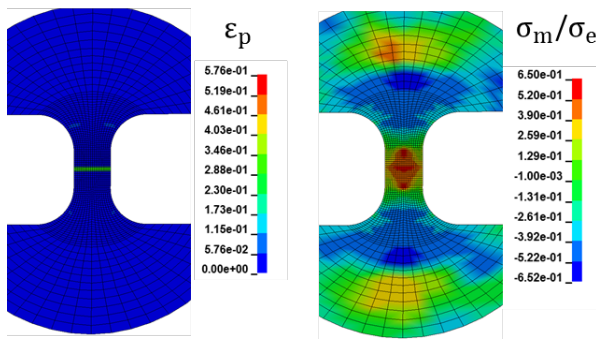 εp
5.76e-01
5.19e-01
4.61e-01
4.03e-01
3.46e-01
2.88e-01
2.30e-01
1.73e-01
1.15e-01
5.76e-02
0.00e+00
σm/σe
6.50e-01
5.20e-01
3.90e-01
2.59e-01
1.29e-01
-1.00e-03
-1.31e-01
-2.61e-01
-3.92e-01
-5.22e-01
-6.52e-01